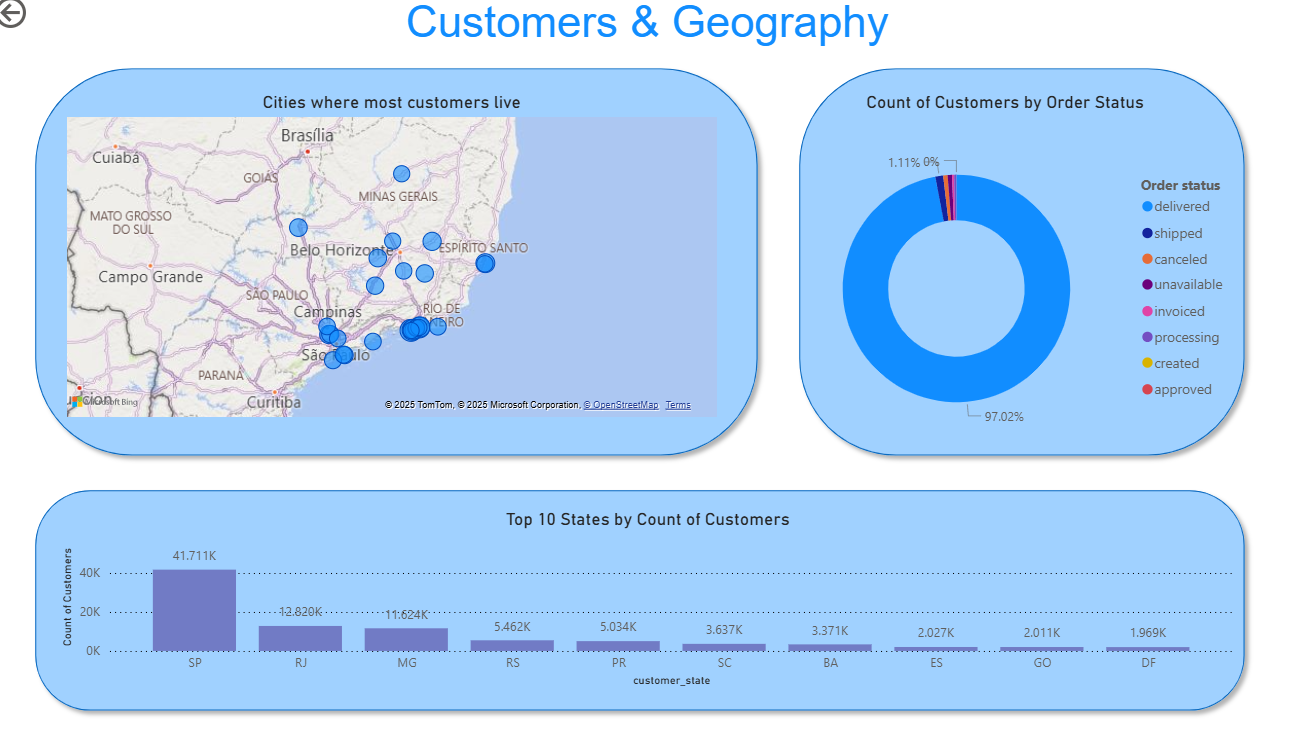 Customers & Geography
Cities where most customers live
Brasília
Cuiabá
GOIÁS
MINAS GERAIS
MATO GROSSO
DO SUL
Belo Horizonte
ESPÍRITO SANTO
Campo Grande
SÃO PAULO
Campinas
RIO DE
São Paulo
PARANÁ
Curitiba
Microsoft Bing
© 2025 TomTom, © 2025 Microsoft Corporation, © OpenStreetMap Terms
Count of Customers by Order Status
1.11% 0%
97.02%
Order status
delivered
shipped
canceled
unavailable
invoiced
processing
created
approved
Top 10 States by Count of Customers
Count of Customers
40K
20K
0K
41.711K
12.820K
11.624K
5.462K
5.034K
3.637K
3.371K
2.027K
2.011K
1.969K
SP RJ MG RS PR SC BA ES GO DF
customer_state